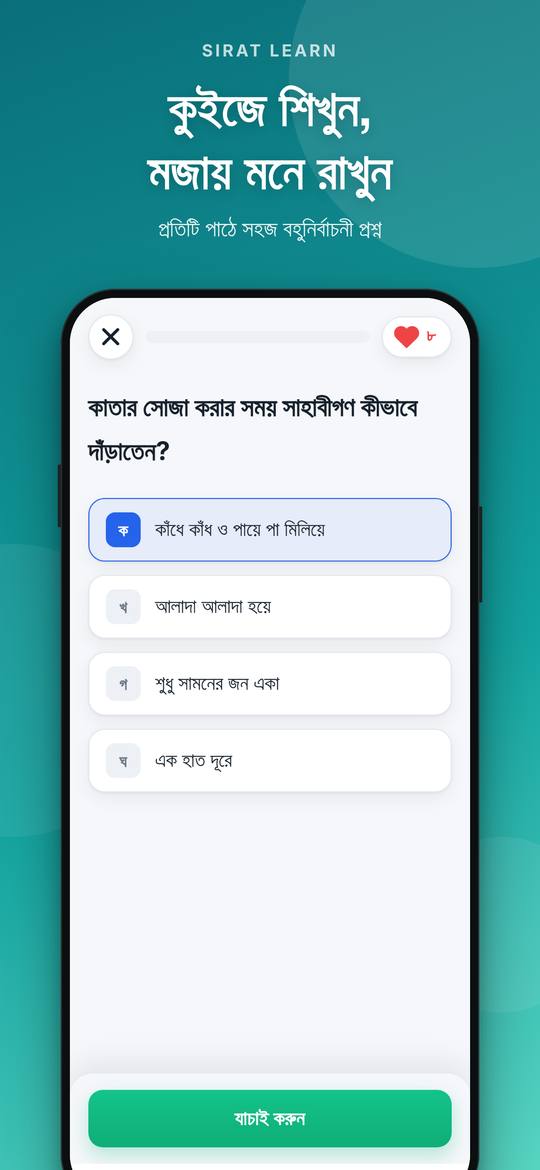 SIRAT LEARN
কুইজে শিখুন,
মজায় মনে রাখুন
প্রতিটি পাঠে সহজ বহুনির্বাচনী প্রশ্ন
৮
কাতার সোজা করার সময় সাহাবীগণ কীভাবে
দাঁড়াতেন?
ক কাঁধে কাঁধ ও পায়ে পা মিলিয়ে
খ আলাদা আলাদা হয়ে
গ শুধু সামনের জন একা
ঘ এক হাত দূরে
যাচাই করুন